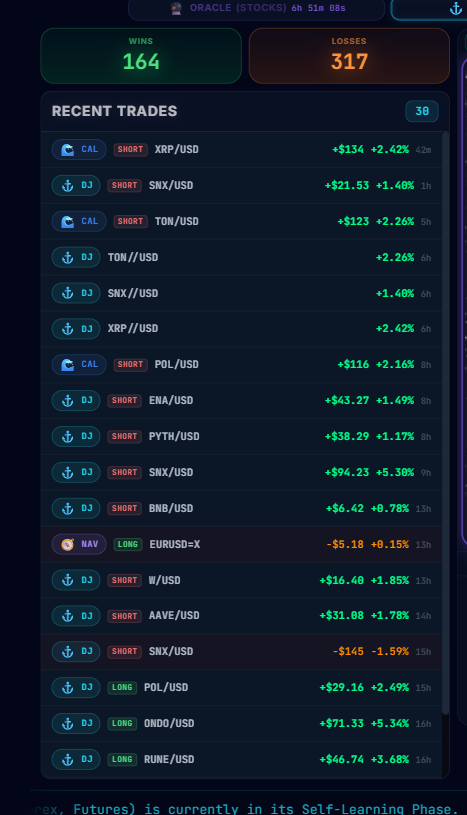 ORACLE (STOCKS) 6h 51m 08s
WINS
164
LOSSES
317
RECENT TRADES 30
CAL SHORT XRP/USD +$134 +2.42% 42m
DJ SHORT SNX/USD +$21.53 +1.40% 1h
CAL SHORT TON/USD +$123 +2.26% 5h
DJ TON//USD +2.26% 6h
DJ SNX//USD +1.40% 6h
DJ XRP//USD +2.42% 6h
CAL SHORT POL/USD +$116 +2.16% 8h
DJ SHORT ENA/USD +$43.27 +1.49% 8h
DJ SHORT PYTH/USD +$38.29 +1.17% 8h
DJ SHORT SNX/USD +$94.23 +5.30% 9h
DJ SHORT BNB/USD +$6.42 +0.78% 13h
NAV LONG EURUSD=X -$5.18 +0.15% 13h
DJ SHORT W/USD +$16.40 +1.85% 13h
DJ SHORT AAVE/USD +$31.08 +1.78% 14h
DJ SHORT SNX/USD -$145 -1.59% 15h
DJ LONG POL/USD +$29.16 +2.49% 15h
DJ LONG ONDO/USD +$71.33 +5.34% 16h
DJ LONG RUNE/USD +$46.74 +3.68% 16h
rex, Futures) is currently in its Self-Learning Phase.